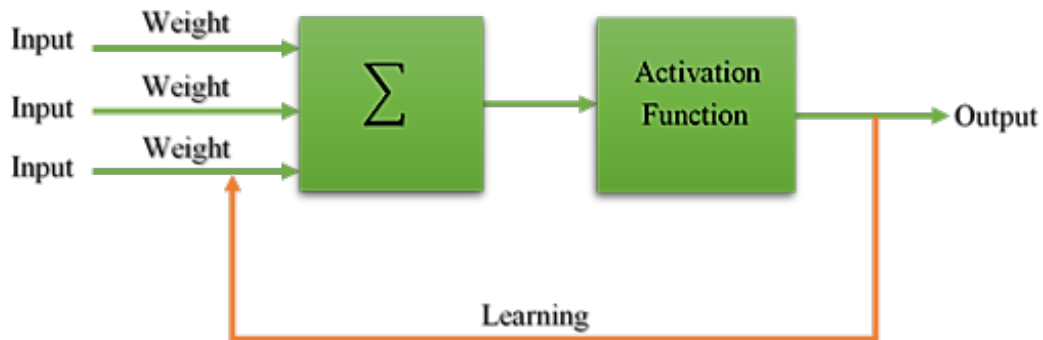 Input Weight
Input Weight
Input Weight
∑
Activation
Function
Output
Learning